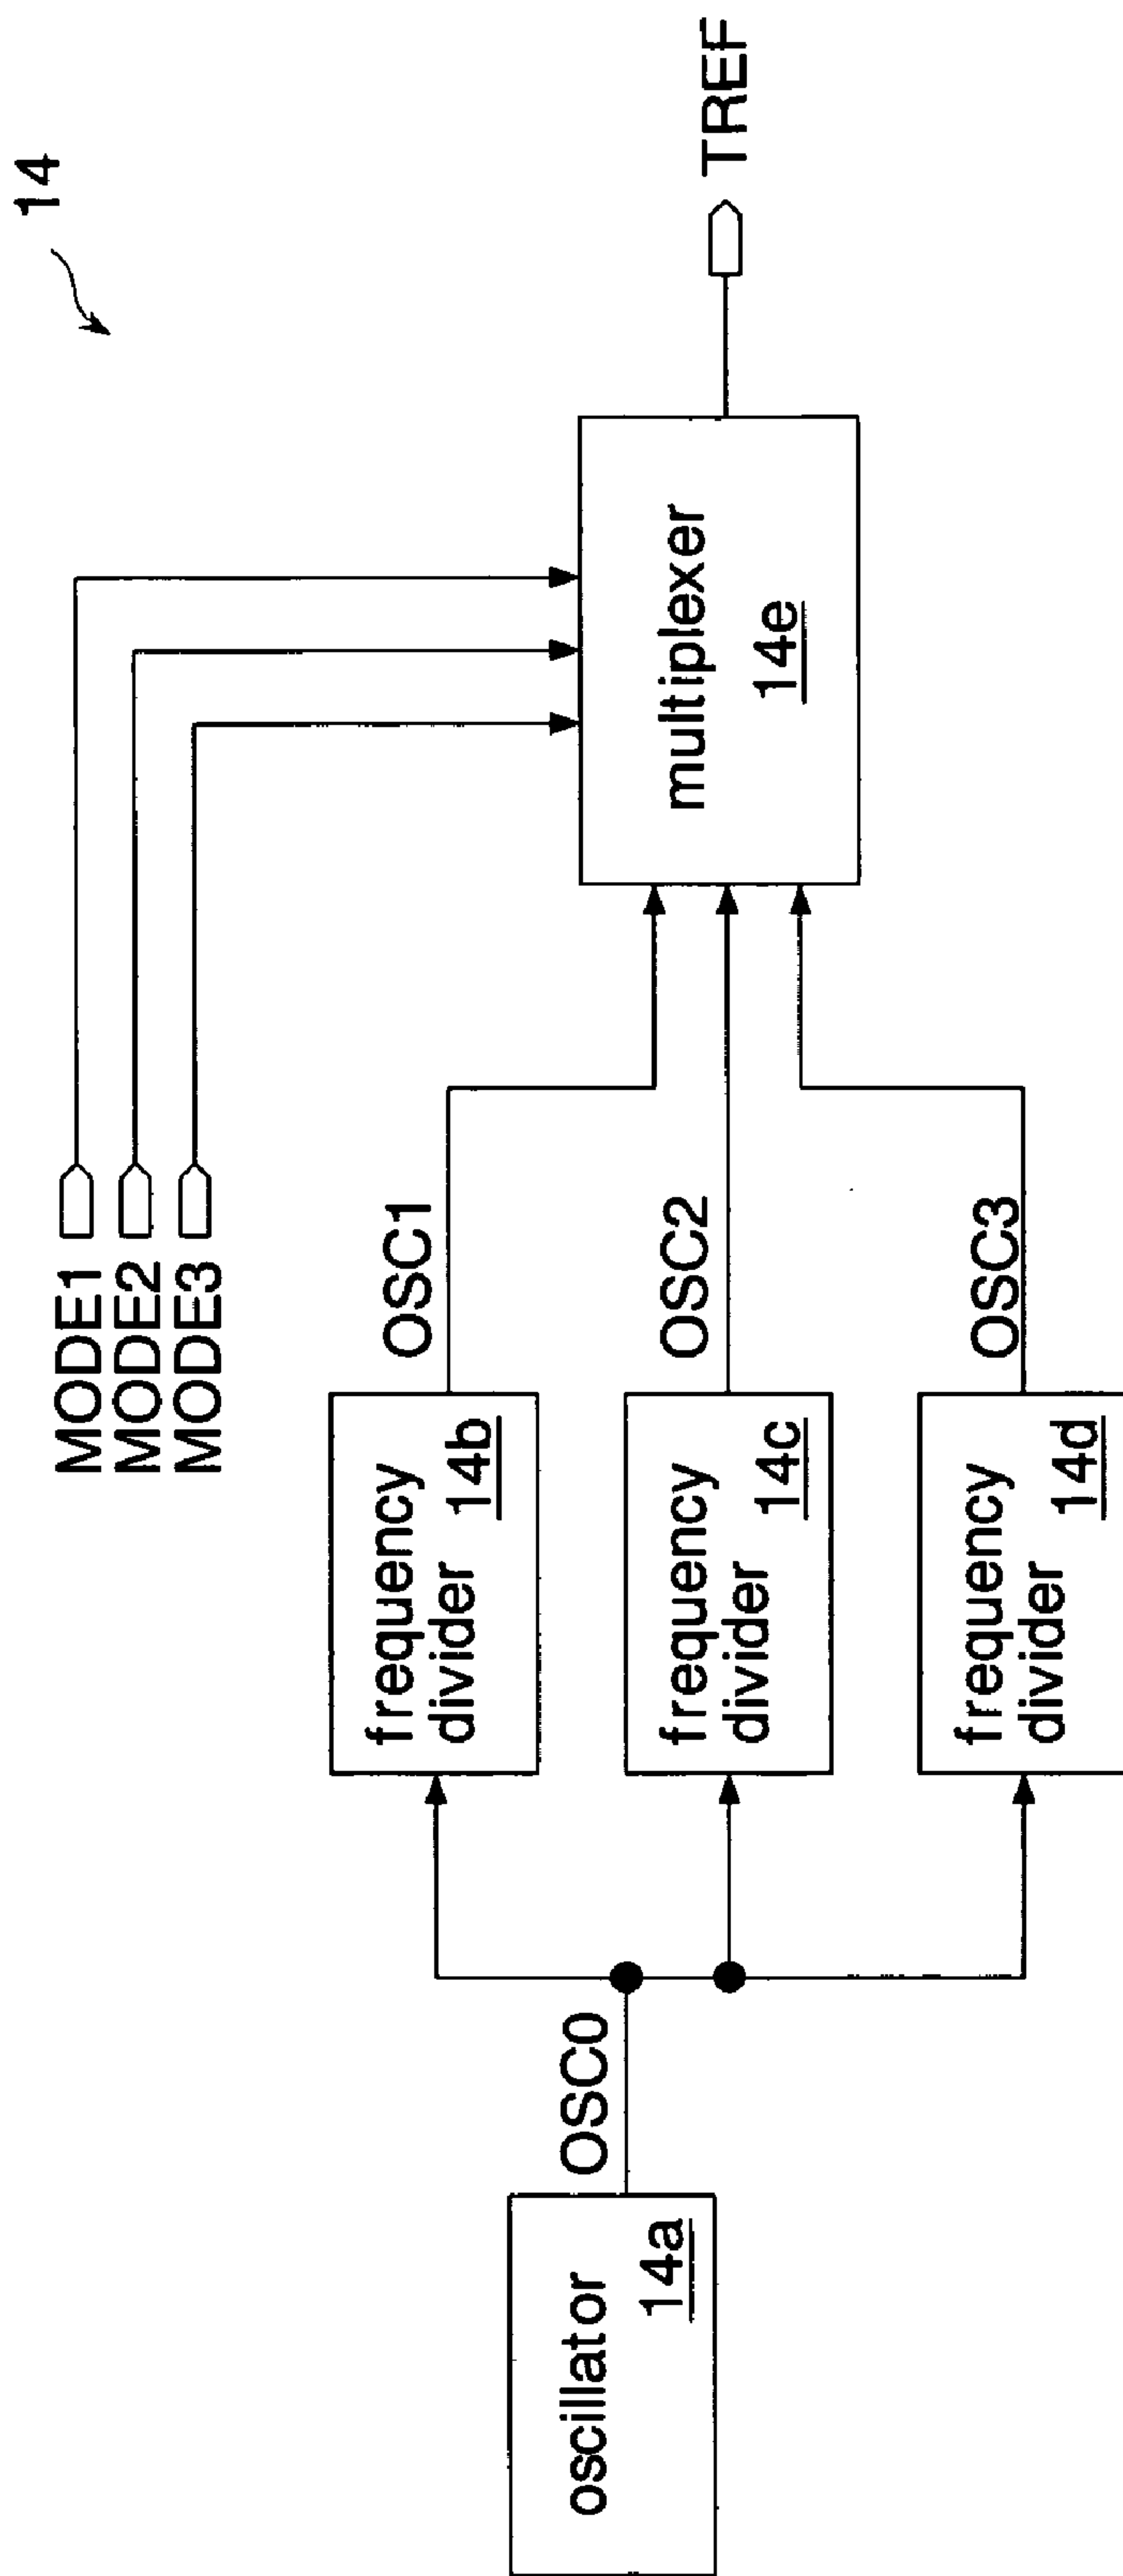 14
MODE1
MODE2
MODE3
OSC1
frequency
divider 14b
OSC0
OSC2
oscillator
14a
frequency
divider 14c
multiplexer
14e
TREF
OSC3
frequency
divider 14d